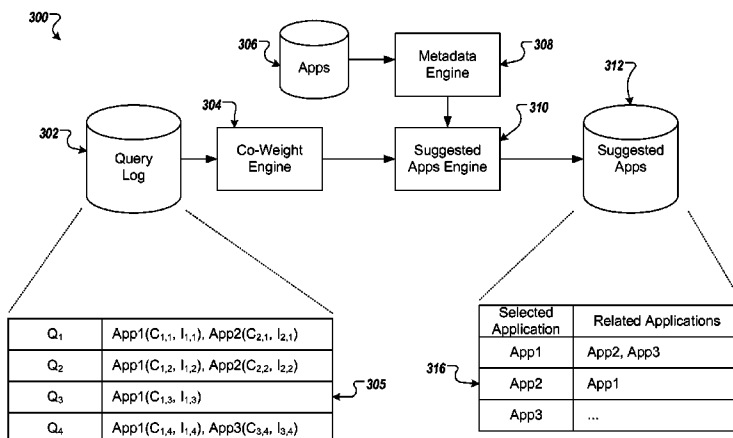 300
306
Apps
Metadata
Engine
308
312
302
Query
Log
304
Co-Weight
Engine
310
Suggested
Apps Engine
Suggested
Apps
Q₁ App1(C₁,₁, I₁,₁), App2(C₂,₁, I₂,₁)
Q₂ App1(C₁,₂, I₁,₂), App2(C₂,₂, I₂,₂)
Q₃ App1(C₁,₃, I₁,₃)
Q₄ App1(C₁,₄, I₁,₄), App3(C₃,₄, I₃,₄)
305
Selected
Application
Related Applications
App1 App2, App3
App2 App1
App3 ...
316